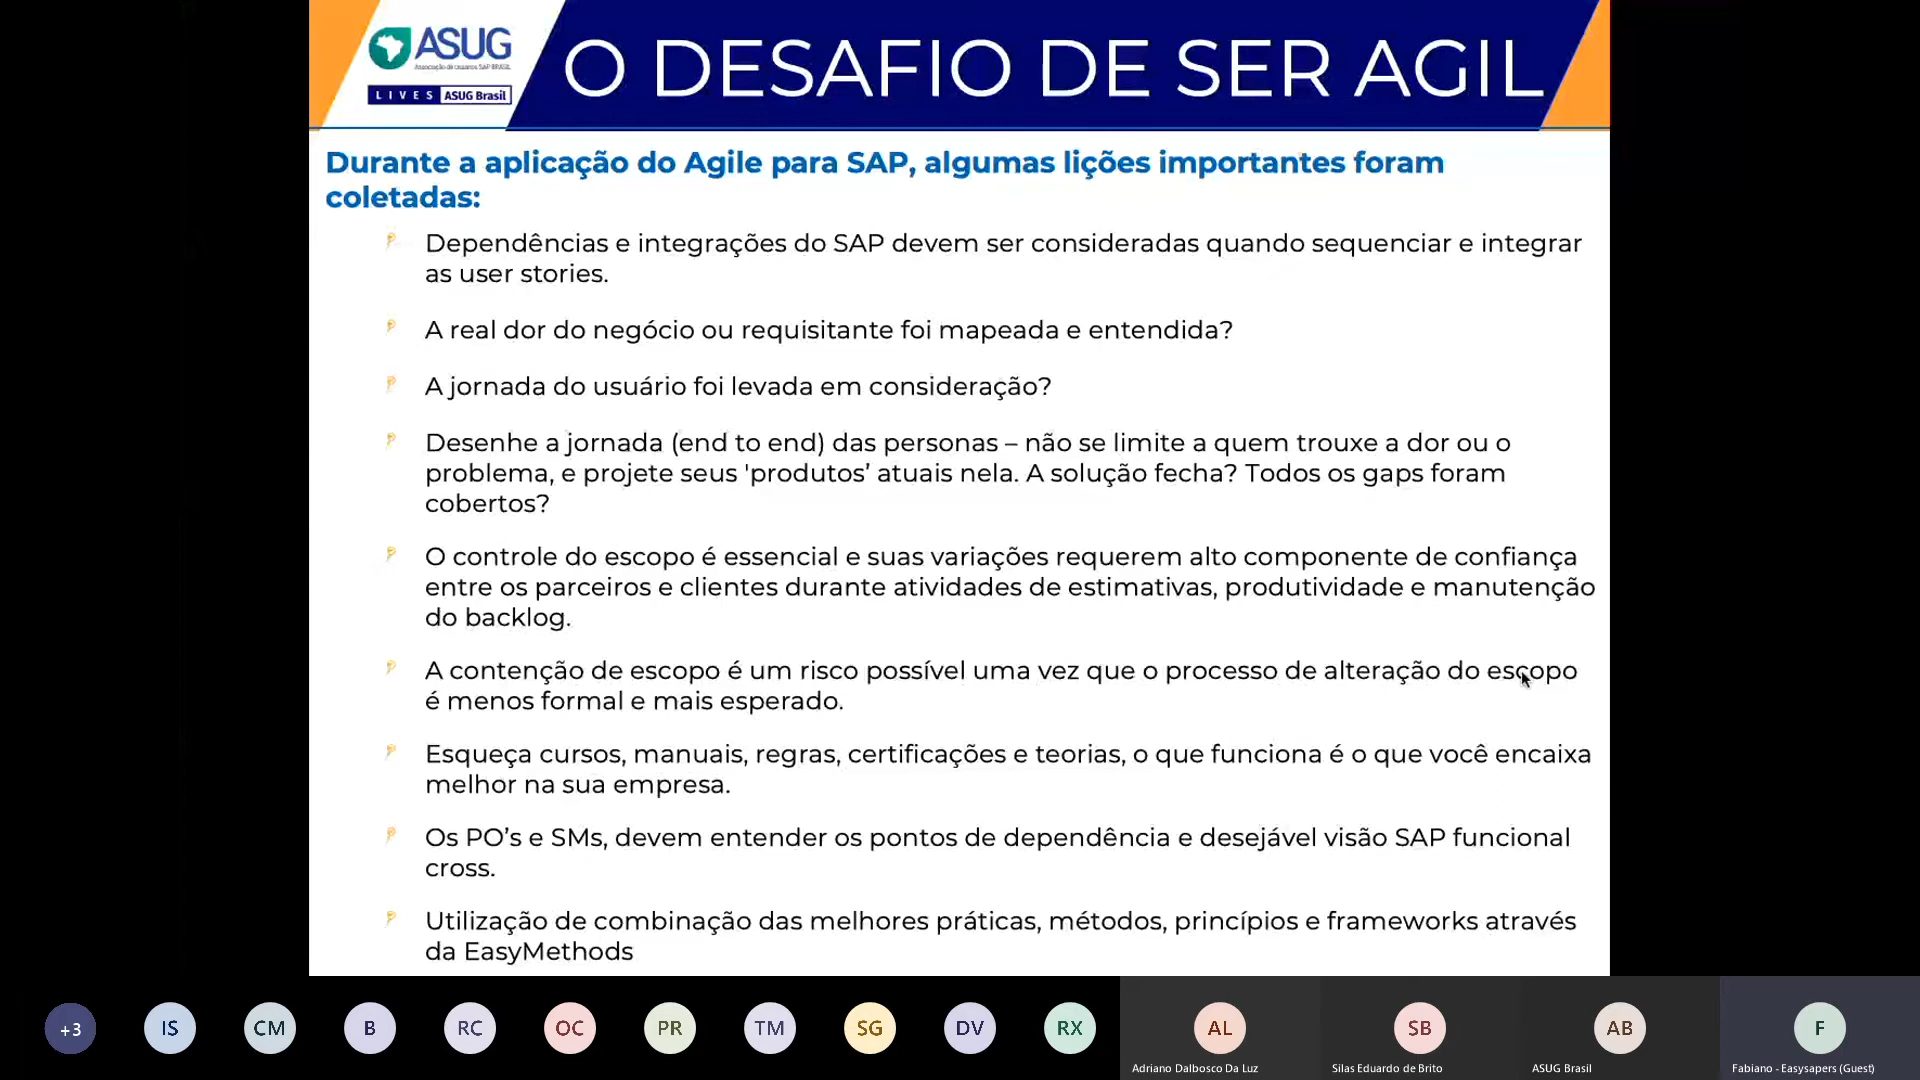 ASUG
Associação de Usuários SAP BRASIL
LIVES ASUG Brasil
O DESAFIO DE SER AGIL
Durante a aplicação do Agile para SAP, algumas lições importantes foram
coletadas:
Dependências e integrações do SAP devem ser consideradas quando sequenciar e integrar
as user stories.
A real dor do negócio ou requisitante foi mapeada e entendida?
A jornada do usuário foi levada em consideração?
Desenhe a jornada (end to end) das personas – não se limite a quem trouxe a dor ou o
problema, e projete seus 'produtos’ atuais nela. A solução fecha? Todos os gaps foram
cobertos?
O controle do escopo é essencial e suas variações requerem alto componente de confiança
entre os parceiros e clientes durante atividades de estimativas, produtividade e manutenção
do backlog.
A contenção de escopo é um risco possível uma vez que o processo de alteração do escopo
é menos formal e mais esperado.
Esqueça cursos, manuais, regras, certificações e teorias, o que funciona é o que você encaixa
melhor na sua empresa.
Os PO’s e SMs, devem entender os pontos de dependência e desejável visão SAP funcional
cross.
Utilização de combinação das melhores práticas, métodos, princípios e frameworks através
da EasyMethods
+3 IS CM B RC OC PR TM SG DV RX AL SB AB F
Adriano Dalbosco Da Luz Silas Eduardo de Brito ASUG Brasil Fabiano - Easysapers (Guest)